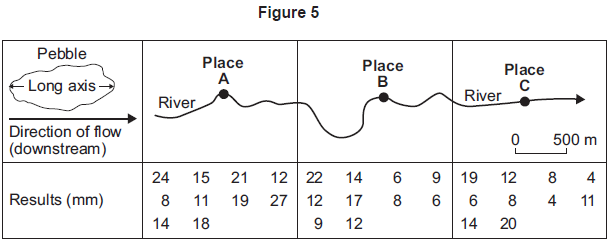 Figure 5
Pebble
Long axis
Direction of flow
(downstream)
River
Place
A
Place
B
River
Place
C
0 500 m
Results (mm)
24 15 21 12
8 11 19 27
14 18
22 14 6 9
12 17 8 6
9 12
19 12 8 4
6 8 4 11
14 20